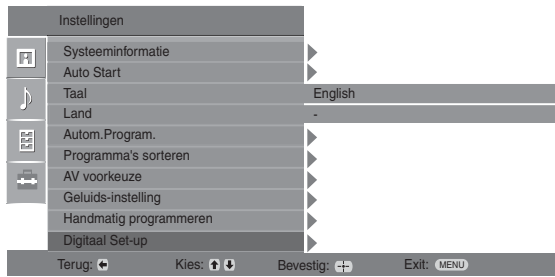 Instellingen
Systeeminformatie
Auto Start
Taal English
Land -
Autom.Program.
Programma's sorteren
AV voorkeuze
Geluids-instelling
Handmatig programmeren
Digitaal Set-up
Terug: Kies: Bevestig: Exit: MENU